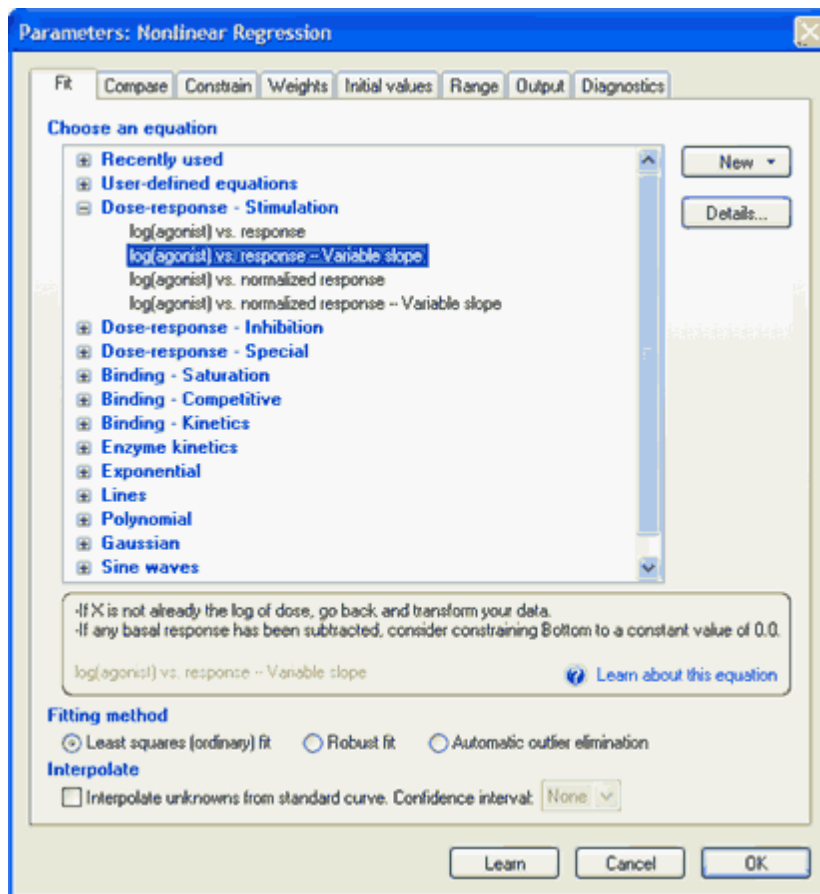 Parameters: Nonlinear Regression
Fit Compare Constrain Weights Initial values Range Output Diagnostics
Choose an equation
Recently used
User-defined equations
Dose-response - Stimulation
log(agonist) vs. response
log(agonist) vs. response -- Variable slope
log(agonist) vs. normalized response
log(agonist) vs. normalized response -- Variable slope
Dose-response - Inhibition
Dose-response - Special
Binding - Saturation
Binding - Competitive
Binding - Kinetics
Enzyme kinetics
Exponential
Lines
Polynomial
Gaussian
Sine waves
New
Details...
-If X is not already the log of dose, go back and transform your data.
-If any basal response has been subtracted, consider constraining Bottom to a constant value of 0.0.
log(agonist) vs. response -- Variable slope
Learn about this equation
Fitting method
Least squares (ordinary) fit Robust fit Automatic outlier elimination
Interpolate
Interpolate unknowns from standard curve. Confidence interval: None
Learn Cancel OK